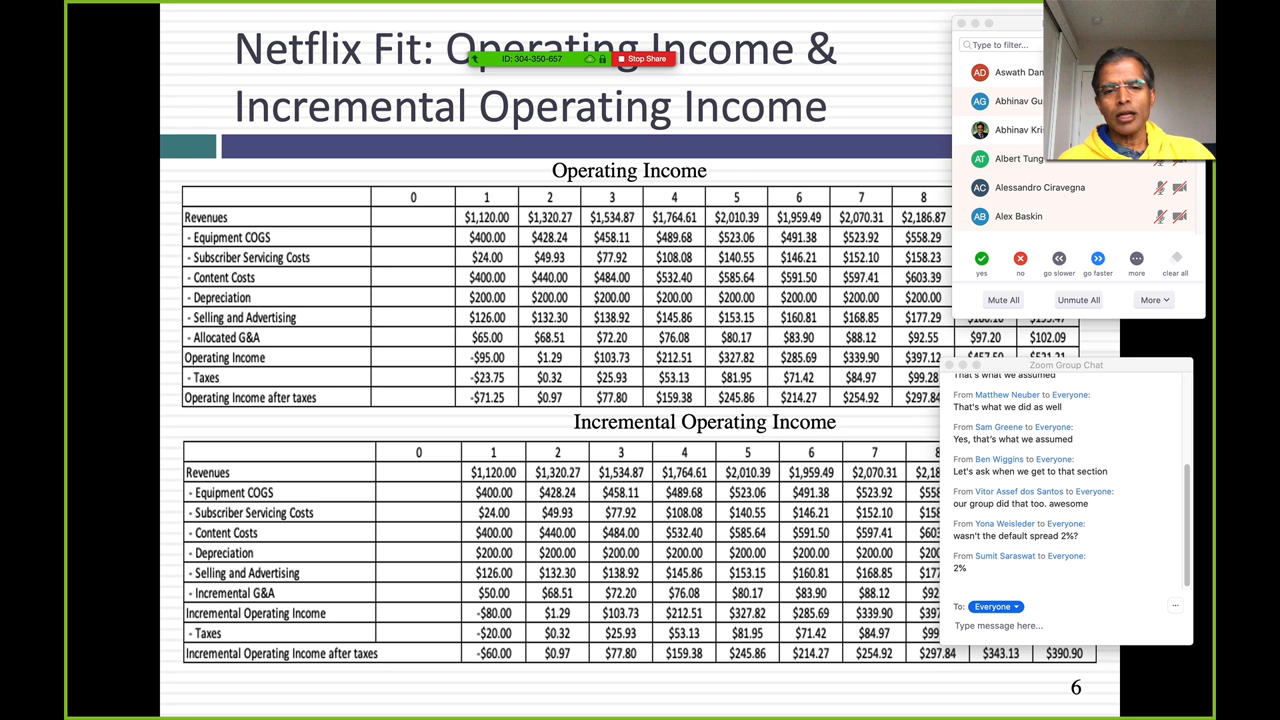 Netflix Fit: Operating Income &
Incremental Operating Income
ID: 304-350-657 Stop Share
Operating Income
0 1 2 3 4 5 6 7 8
Revenues $1,120.00 $1,320.27 $1,534.87 $1,764.61 $2,010.39 $1,959.49 $2,070.31 $2,186.87
- Equipment COGS $400.00 $428.24 $458.11 $489.68 $523.06 $491.38 $523.92 $558.29
- Subscriber Servicing Costs $24.00 $49.93 $77.92 $108.08 $140.55 $146.21 $152.10 $158.23
- Content Costs $400.00 $440.00 $484.00 $532.40 $585.64 $591.50 $597.41 $603.39
- Depreciation $200.00 $200.00 $200.00 $200.00 $200.00 $200.00 $200.00 $200.00
- Selling and Advertising $126.00 $132.30 $138.92 $145.86 $153.15 $160.81 $168.85 $177.29
- Allocated G&A $65.00 $68.51 $72.20 $76.08 $80.17 $83.90 $88.12 $92.55 $97.20 $102.09
Operating Income -$95.00 $1.29 $103.73 $212.51 $327.82 $285.69 $339.90 $397.12
- Taxes -$23.75 $0.32 $25.93 $53.13 $81.95 $71.42 $84.97 $99.28
Operating Income after taxes -$71.25 $0.97 $77.80 $159.38 $245.86 $214.27 $254.92 $297.84
Incremental Operating Income
0 1 2 3 4 5 6 7 8
Revenues $1,120.00 $1,320.27 $1,534.87 $1,764.61 $2,010.39 $1,959.49 $2,070.31 $2,18
- Equipment COGS $400.00 $428.24 $458.11 $489.68 $523.06 $491.38 $523.92 $558
- Subscriber Servicing Costs $24.00 $49.93 $77.92 $108.08 $140.55 $146.21 $152.10 $158
- Content Costs $400.00 $440.00 $484.00 $532.40 $585.64 $591.50 $597.41 $603
- Depreciation $200.00 $200.00 $200.00 $200.00 $200.00 $200.00 $200.00 $200
- Selling and Advertising $126.00 $132.30 $138.92 $145.86 $153.15 $160.81 $168.85 $177
- Incremental G&A $50.00 $68.51 $72.20 $76.08 $80.17 $83.90 $88.12 $92
Incremental Operating Income -$80.00 $1.29 $103.73 $212.51 $327.82 $285.69 $339.90 $397
- Taxes -$20.00 $0.32 $25.93 $53.13 $81.95 $71.42 $84.97 $99
Incremental Operating Income after taxes -$60.00 $0.97 $77.80 $159.38 $245.86 $214.27 $254.92 $297.84 $343.13 $390.90
6
Type to filter...
AD Aswath Dam
AG Abhinav Gu
Abhinav Kri
AT Albert Tung
AC Alessandro Ciravegna
AB Alex Baskin
yes no go slower go faster more clear all
Mute All Unmute All More
Zoom Group Chat
That's what we assumed
From Matthew Neuber to Everyone:
That's what we did as well
From Sam Greene to Everyone:
Yes, that's what we assumed
From Ben Wiggins to Everyone:
Let's ask when we get to that section
From Vitor Assef dos Santos to Everyone:
our group did that too. awesome
From Yona Weisleder to Everyone:
wasn't the default spread 2%?
From Sumit Saraswat to Everyone:
2%
To: Everyone
Type message here...